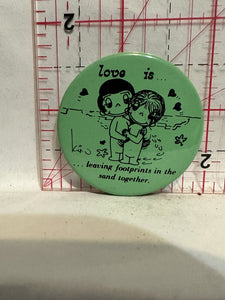 2
love is...
...leaving footprints in the
sand together.
2